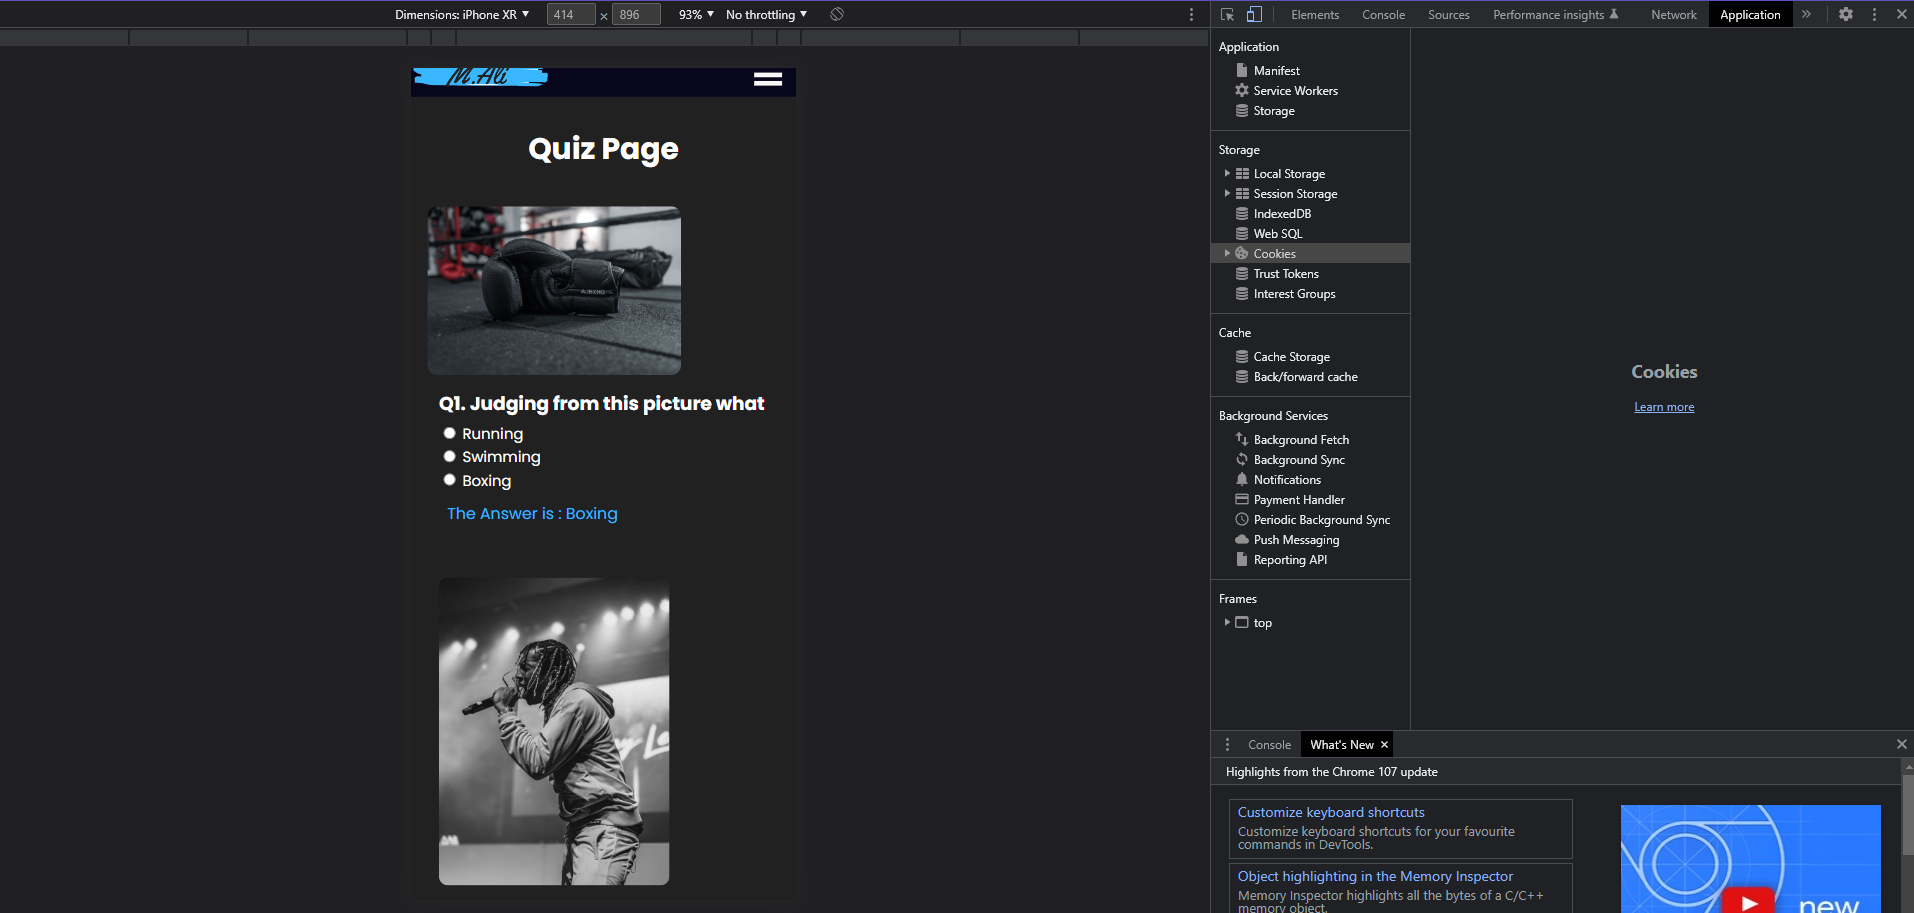 Dimensions: iPhone XR ▼ 414 × 896 93% ▼ No throttling ▼
Elements Console Sources Performance insights Network Application »
M.Ali
Quiz Page
A.BXNG
Q1. Judging from this picture what
Running
Swimming
Boxing
The Answer is : Boxing
Application
Manifest
Service Workers
Storage
Storage
Local Storage
Session Storage
IndexedDB
Web SQL
Cookies
Trust Tokens
Interest Groups
Cache
Cache Storage
Back/forward cache
Background Services
Background Fetch
Background Sync
Notifications
Payment Handler
Periodic Background Sync
Push Messaging
Reporting API
Frames
top
Cookies
Learn more
Console What's New ×
Highlights from the Chrome 107 update
Customize keyboard shortcuts
Customize keyboard shortcuts for your favourite
commands in DevTools.
Object highlighting in the Memory Inspector
Memory Inspector highlights all the bytes of a C/C++
memory object.
new